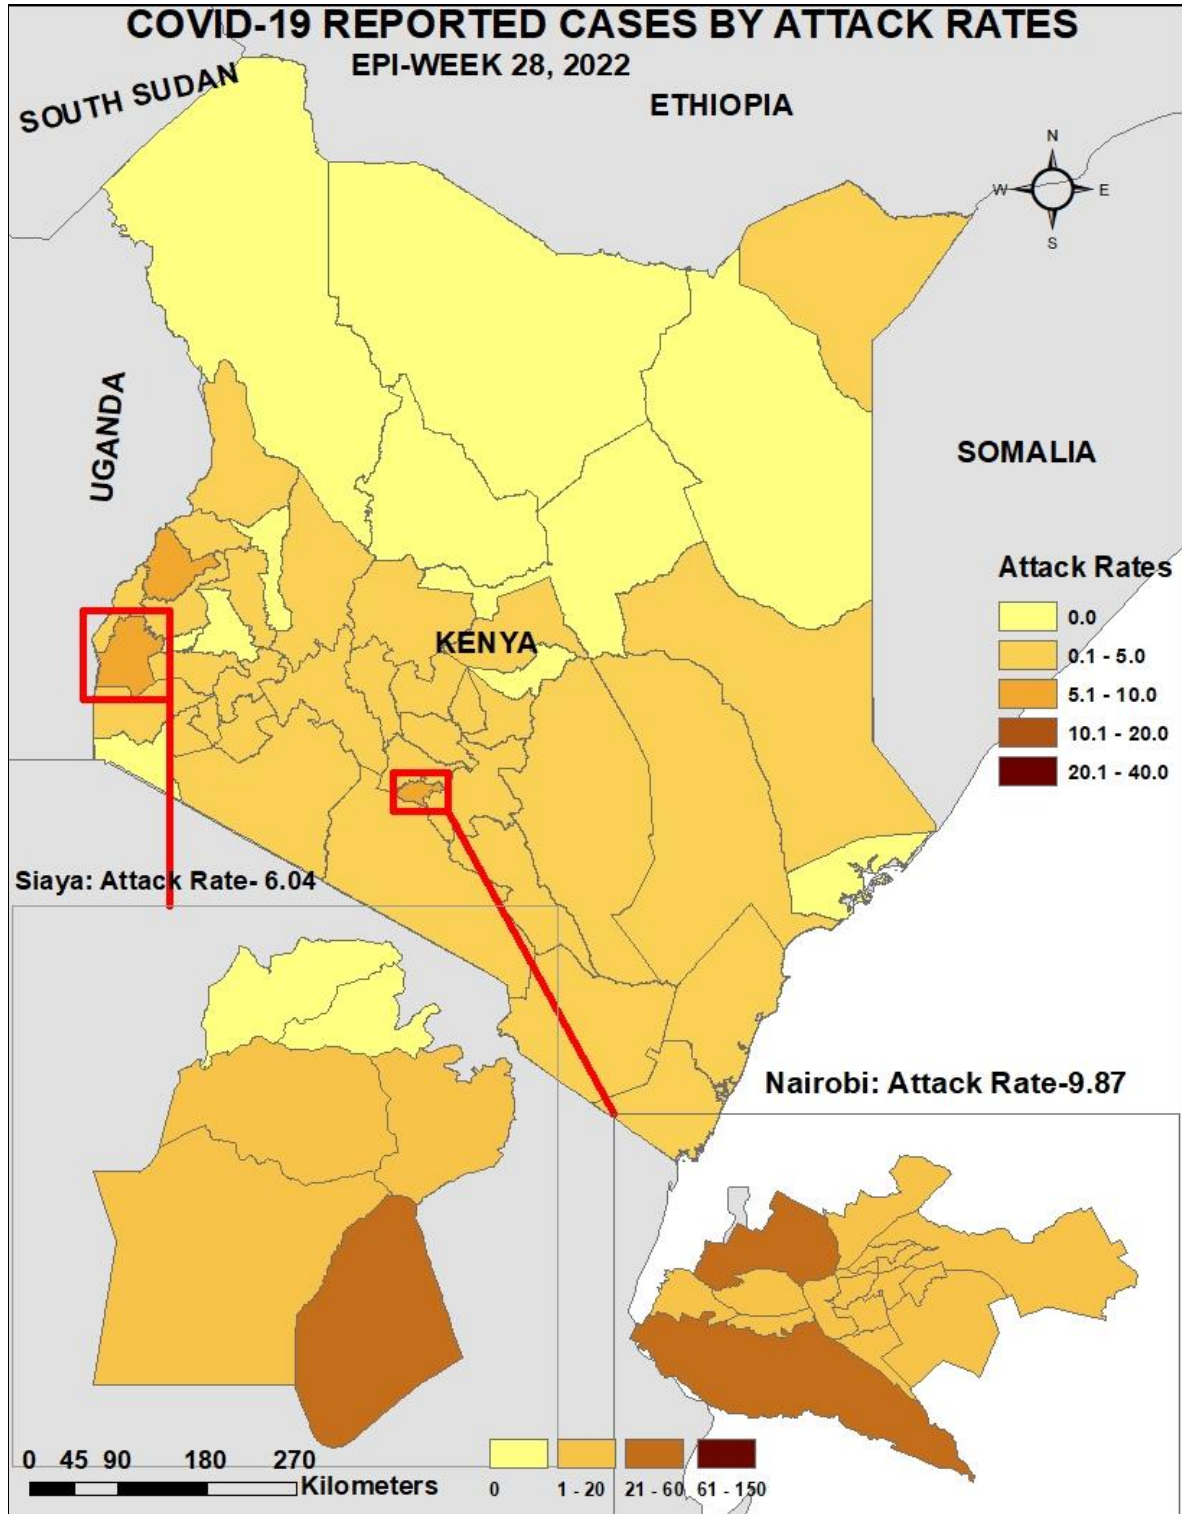 COVID-19 REPORTED CASES BY ATTACK RATES
EPI-WEEK 28, 2022
SOUTH SUDAN
ETHIOPIA
N
W E
S
UGANDA
SOMALIA
Attack Rates
0.0
0.1 - 5.0
5.1 - 10.0
10.1 - 20.0
20.1 - 40.0
KENYA
Siaya: Attack Rate- 6.04
Nairobi: Attack Rate-9.87
0 45 90 180 270
Kilometers
0 1 - 20 21 - 60 61 - 150